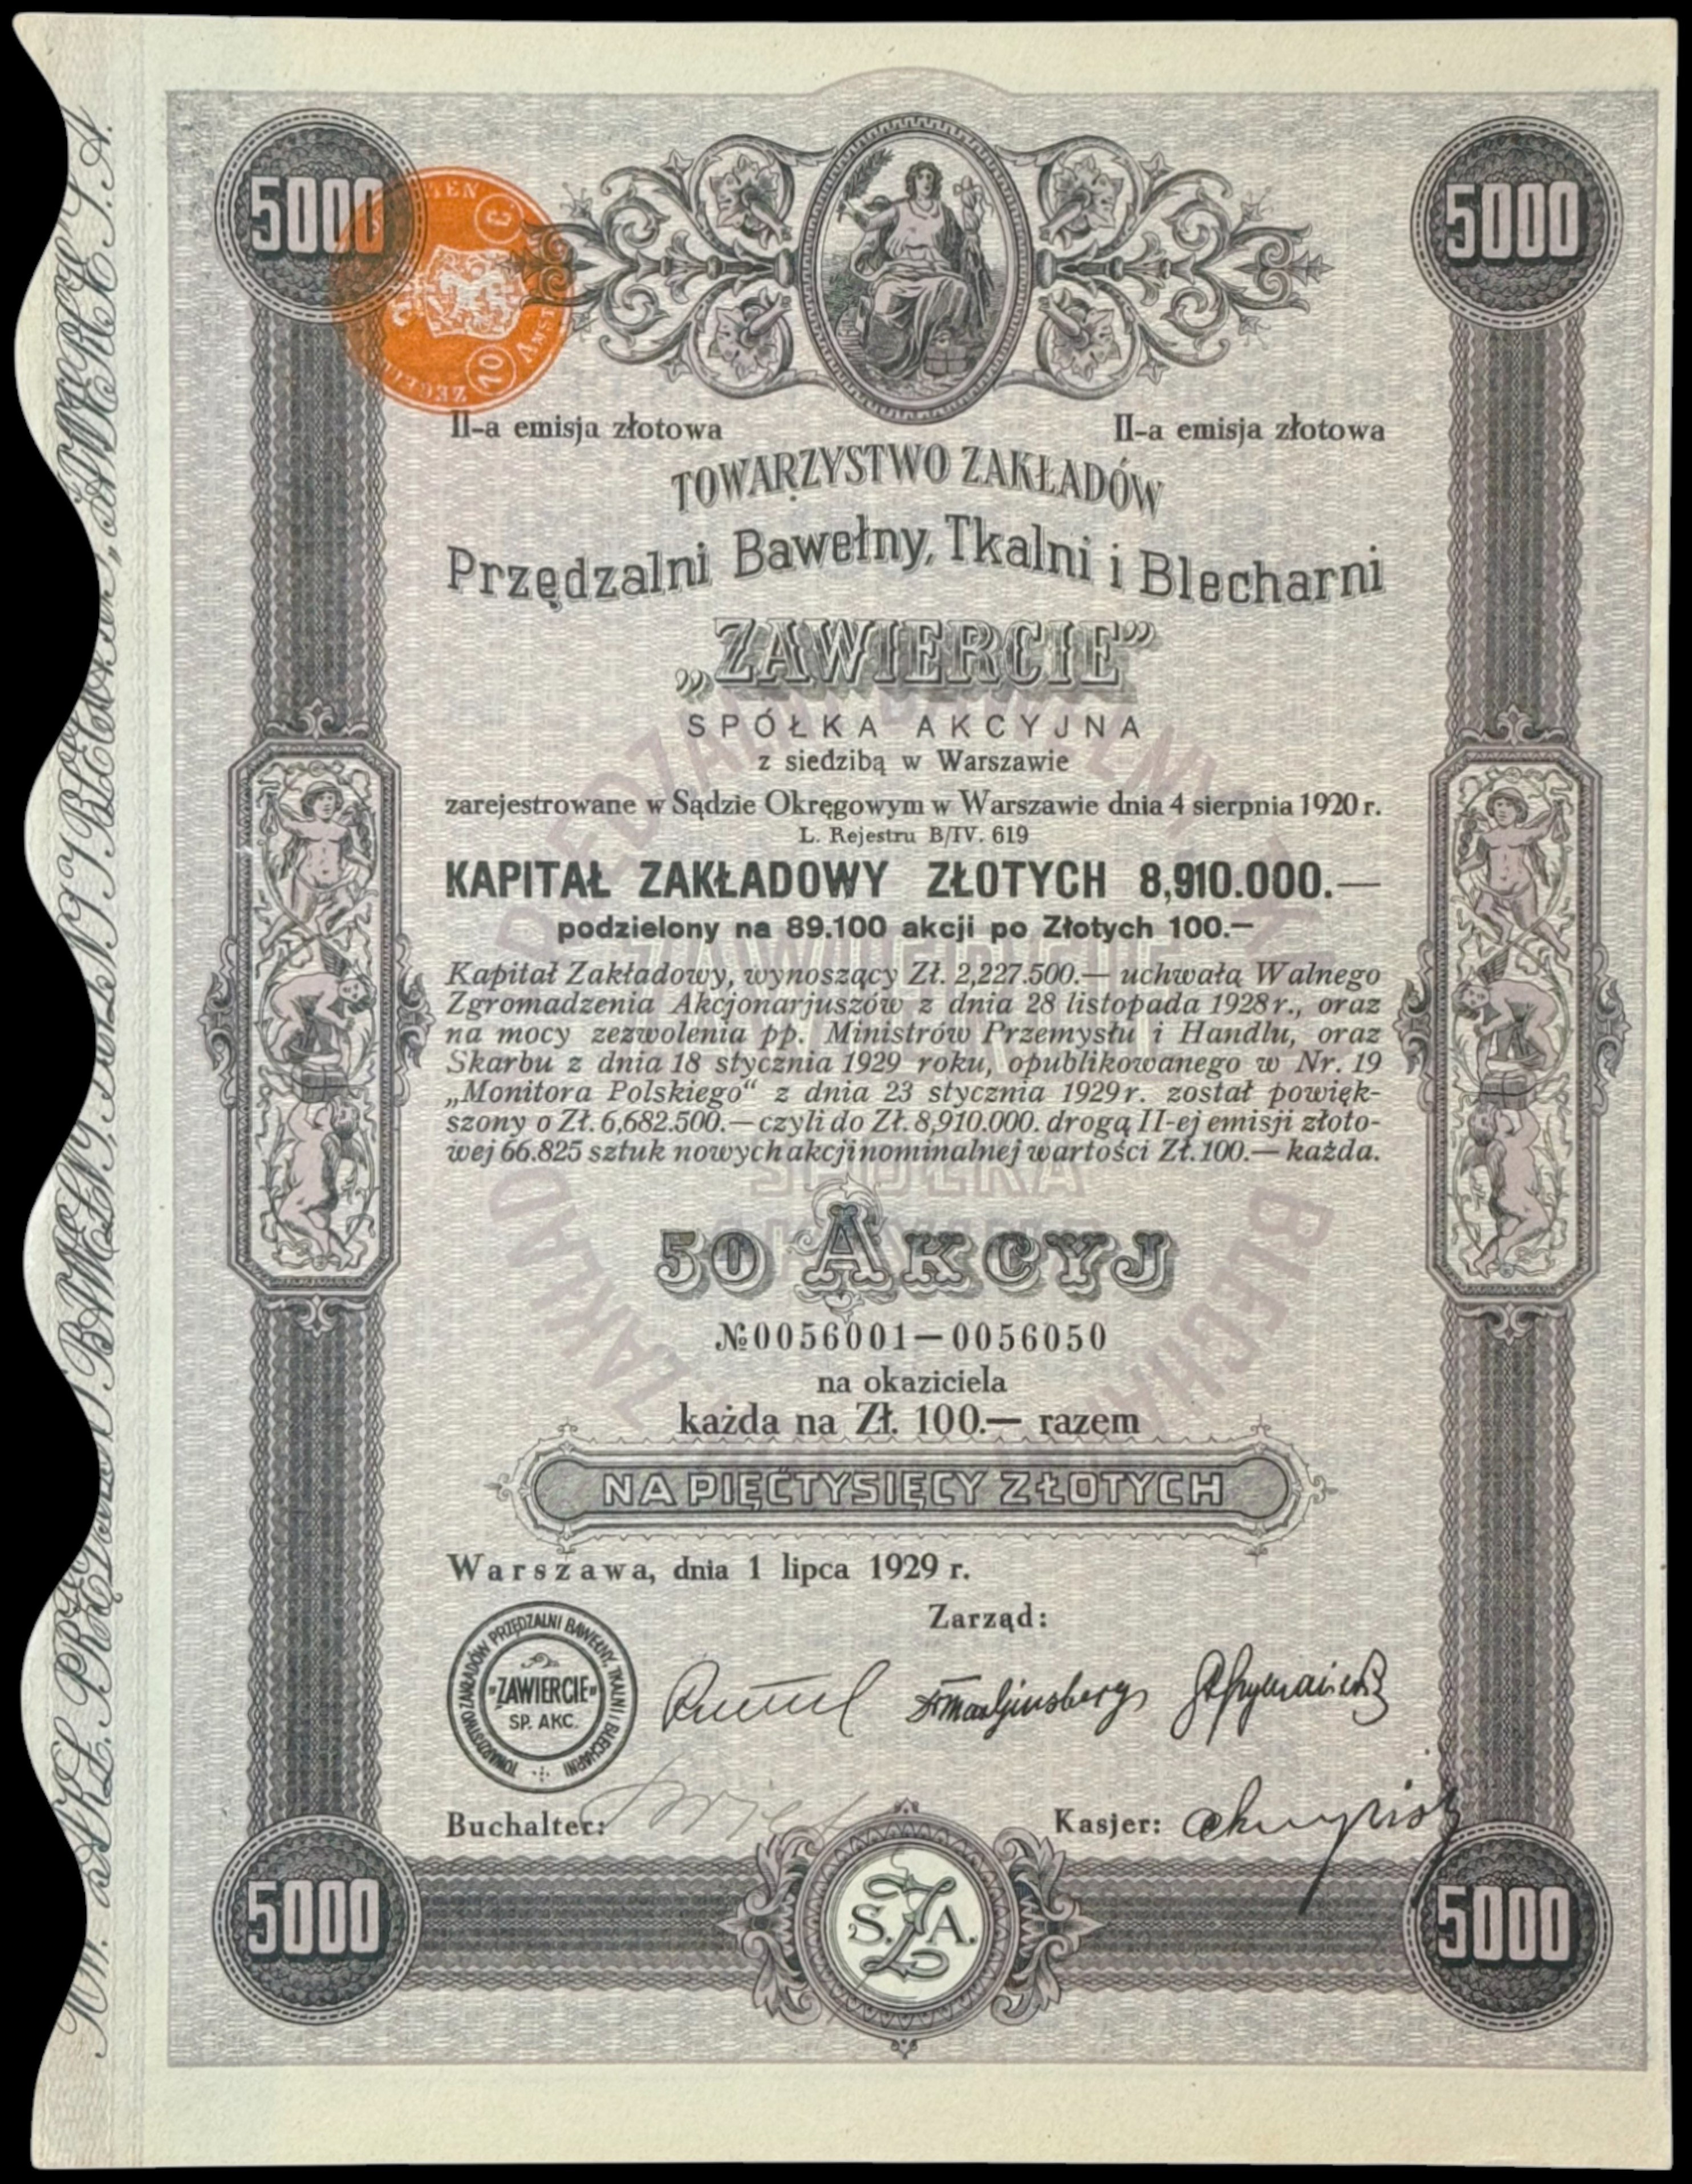 5000
5000
II-a emisja złotowa
II-a emisja złotowa
TOWARZYSTWO ZAKŁADÓW
Przędzalni Bawełny, Tkalni i Blecharni
„ZAWIERCIE”
SPÓŁKA AKCYJNA
z siedzibą w Warszawie
zarejestrowane w Sądzie Okręgowym w Warszawie dnia 4 sierpnia 1920 r.
L. Rejestru B/IV. 619
KAPITAŁ ZAKŁADOWY ZŁOTYCH 8,910.000.—
podzielony na 89.100 akcji po Złotych 100.—
Kapitał Zakładowy, wynoszący Zł. 2,227.500.— uchwałą Walnego
Zgromadzenia Akcjonarjuszów z dnia 28 listopada 1928 r., oraz
na mocy zezwolenia pp. Ministrów Przemysłu i Handlu, oraz
Skarbu z dnia 18 stycznia 1929 roku, opublikowanego w Nr. 19
„Monitora Polskiego“ z dnia 23 stycznia 1929 r. został powięk-
szony o Zł. 6,682.500.— czyli do Zł. 8,910.000. drogą II-ej emisji złoto-
wej 66.825 sztuk nowych akcji nominalnej wartości Zł. 100.— każda.
50 AKCYJ
№ 0056001—0056050
na okaziciela
każda na Zł. 100.— razem
NA PIĘĆTYSIĘCY ZŁOTYCH
Warszawa, dnia 1 lipca 1929 r.
Zarząd:
TOWARZYSTWO ZAKŁADÓW PRZĘDZALNI BAWEŁNY, TKALNI I BLECHARNI
„ZAWIERCIE”
SP. AKC.
Buchalter:
Kasjer:
5000
S. Z. A.
5000